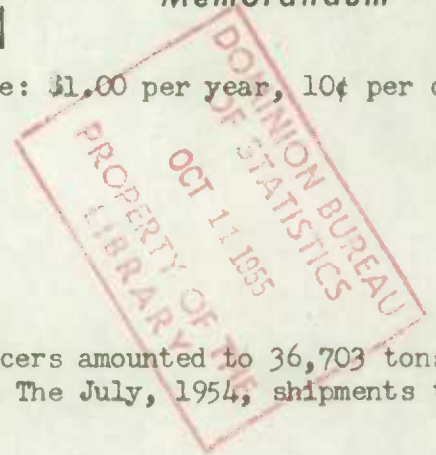 Memorandum
e: $1.00 per year, 10¢ per c
DOMINION BUREAU
OF STATISTICS
OCT 11 1955
PROPERTY OF THE
LIBRARY
cers amounted to 36,703 tons
The July, 1954, shipments